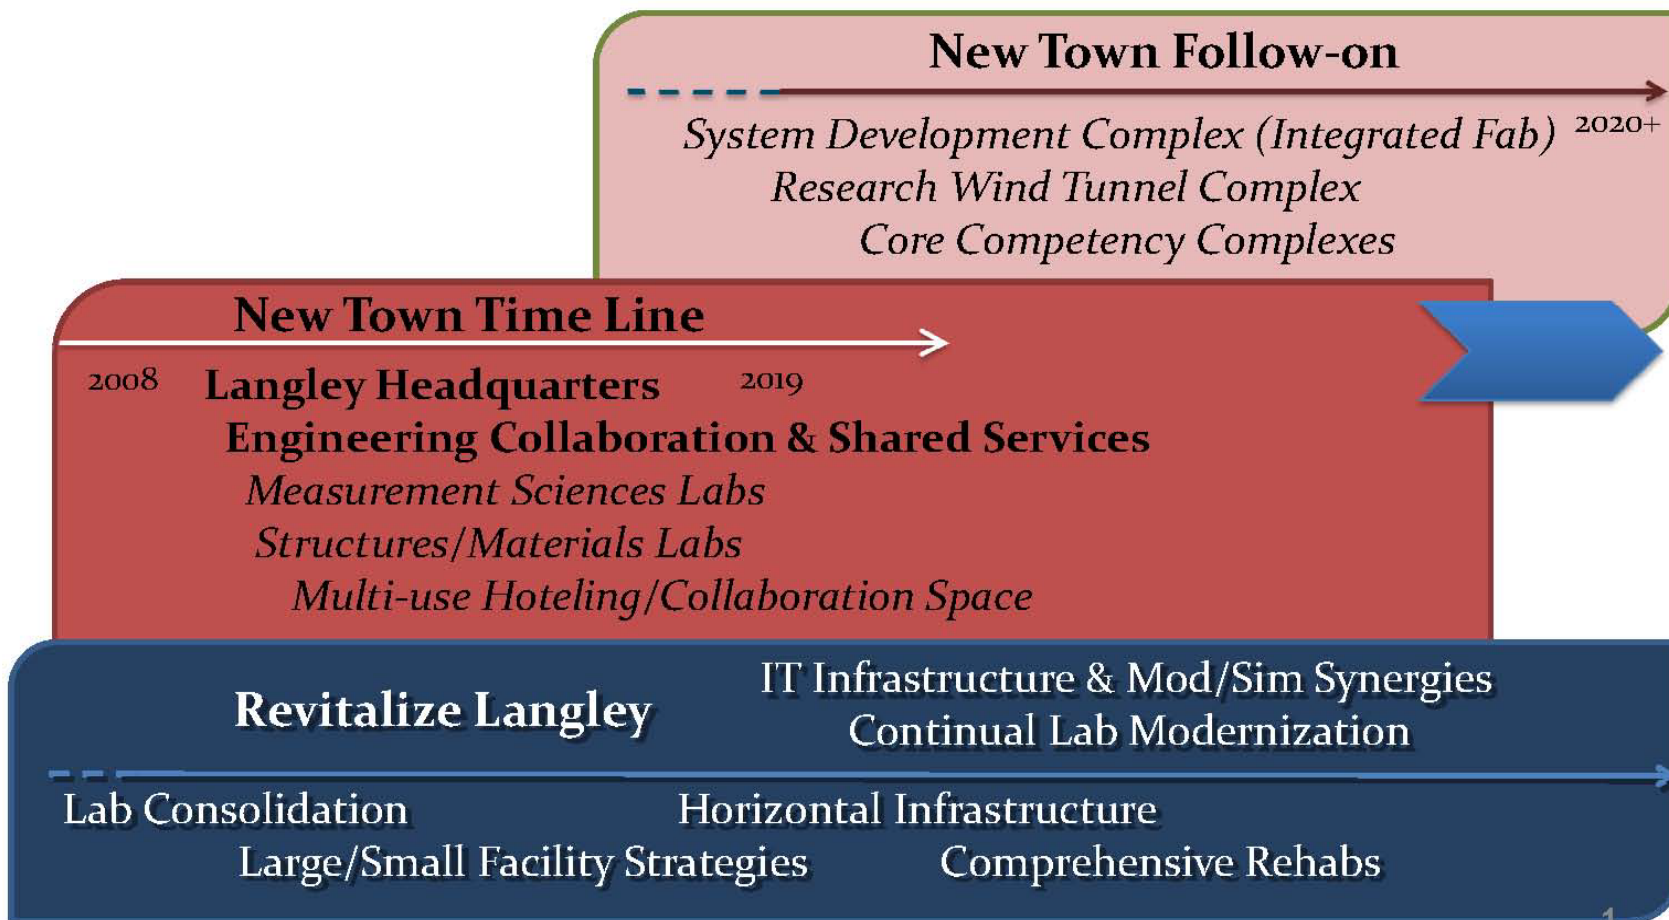 New Town Follow-on
System Development Complex (Integrated Fab) 2020+
Research Wind Tunnel Complex
Core Competency Complexes
New Town Time Line
2008 Langley Headquarters 2019
Engineering Collaboration & Shared Services
Measurement Sciences Labs
Structures/Materials Labs
Multi-use Hoteling/Collaboration Space
Revitalize Langley
IT Infrastructure & Mod/Sim Synergies
Continual Lab Modernization
Lab Consolidation Horizontal Infrastructure
Large/Small Facility Strategies Comprehensive Rehabs
1